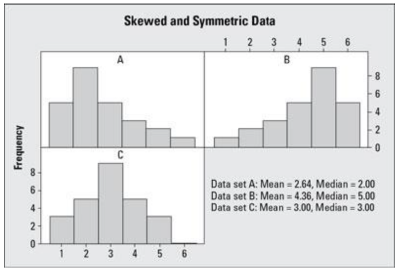 Skewed and Symmetric Data
1 2 3 4 5 6
A
B
8
6
4
2
0
Frequency
C
8
6
4
2
0
1 2 3 4 5 6
Data set A: Mean = 2.64, Median = 2.00
Data set B: Mean = 4.36, Median = 5.00
Data set C: Mean = 3.00, Median = 3.00